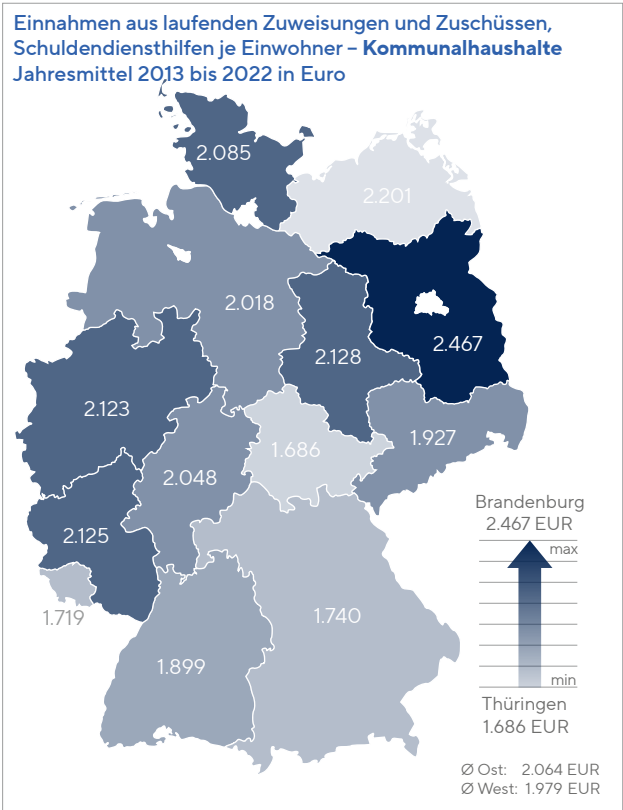 Einnahmen aus laufenden Zuweisungen und Zuschüssen,
Schuldendiensthilfen je Einwohner – Kommunalhaushalte
Jahresmittel 2013 bis 2022 in Euro
2.085
2.201
2.018
2.128
2.467
2.123
1.927
1.686
2.048
2.125
1.719
1.740
1.899
Brandenburg
2.467 EUR
max
min
Thüringen
1.686 EUR
Ø Ost: 2.064 EUR
Ø West: 1.979 EUR